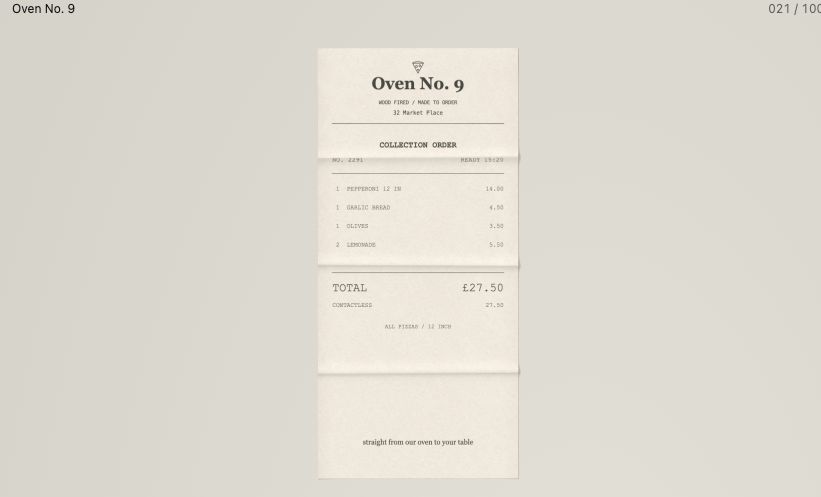 Oven No. 9
021 / 100
Oven No. 9
WOOD FIRED / MADE TO ORDER
32 Market Place
COLLECTION ORDER
NO. 2291 READY 19:20
1 PEPPERONI 12 IN 14.00
1 GARLIC BREAD 4.50
1 OLIVES 3.50
2 LEMONADE 5.50
TOTAL £27.50
CONTACTLESS 27.50
ALL PIZZAS / 12 INCH
straight from our oven to your table